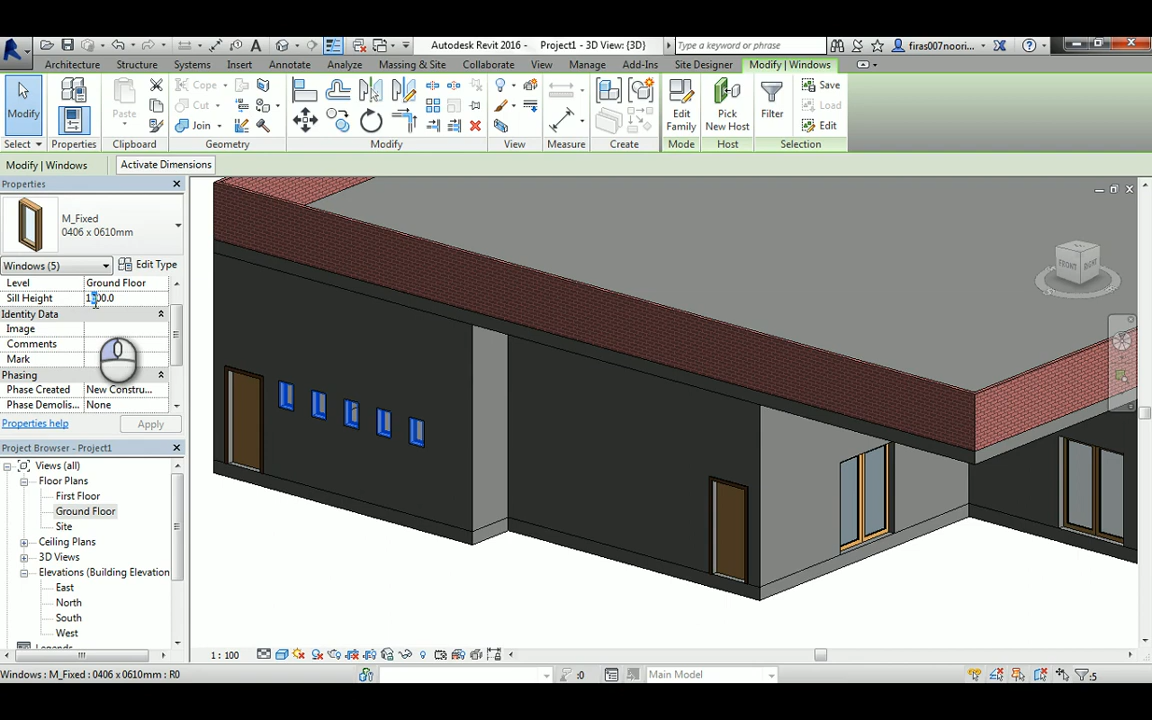 Autodesk Revit 2016 - Project1 - 3D View: {3D}
Type a keyword or phrase
firas007noori...
Architecture Structure Systems Insert Annotate Analyze Massing & Site Collaborate View Manage Add-Ins Site Designer Modify | Windows
Modify
Paste
Cope
Cut
Join
Edit Family
Pick New Host
Filter
Save
Load
Edit
Select Properties Clipboard Geometry Modify View Measure Create Mode Host Selection
Modify | Windows Activate Dimensions
Properties
M_Fixed
0406 x 0610mm
Windows (5) Edit Type
Level Ground Floor
Sill Height
Identity Data
Image
Comments
Mark
Phasing
Phase Created New Constru...
Phase Demolis... None
Properties help Apply
Project Browser - Project1
Views (all)
Floor Plans
First Floor
Ground Floor
Site
Ceiling Plans
3D Views
Elevations (Building Elevation
East
North
South
West
FRONT RIGHT
1 : 100
Windows : M_Fixed : 0406 x 0610mm : R0
:0
Main Model
:5